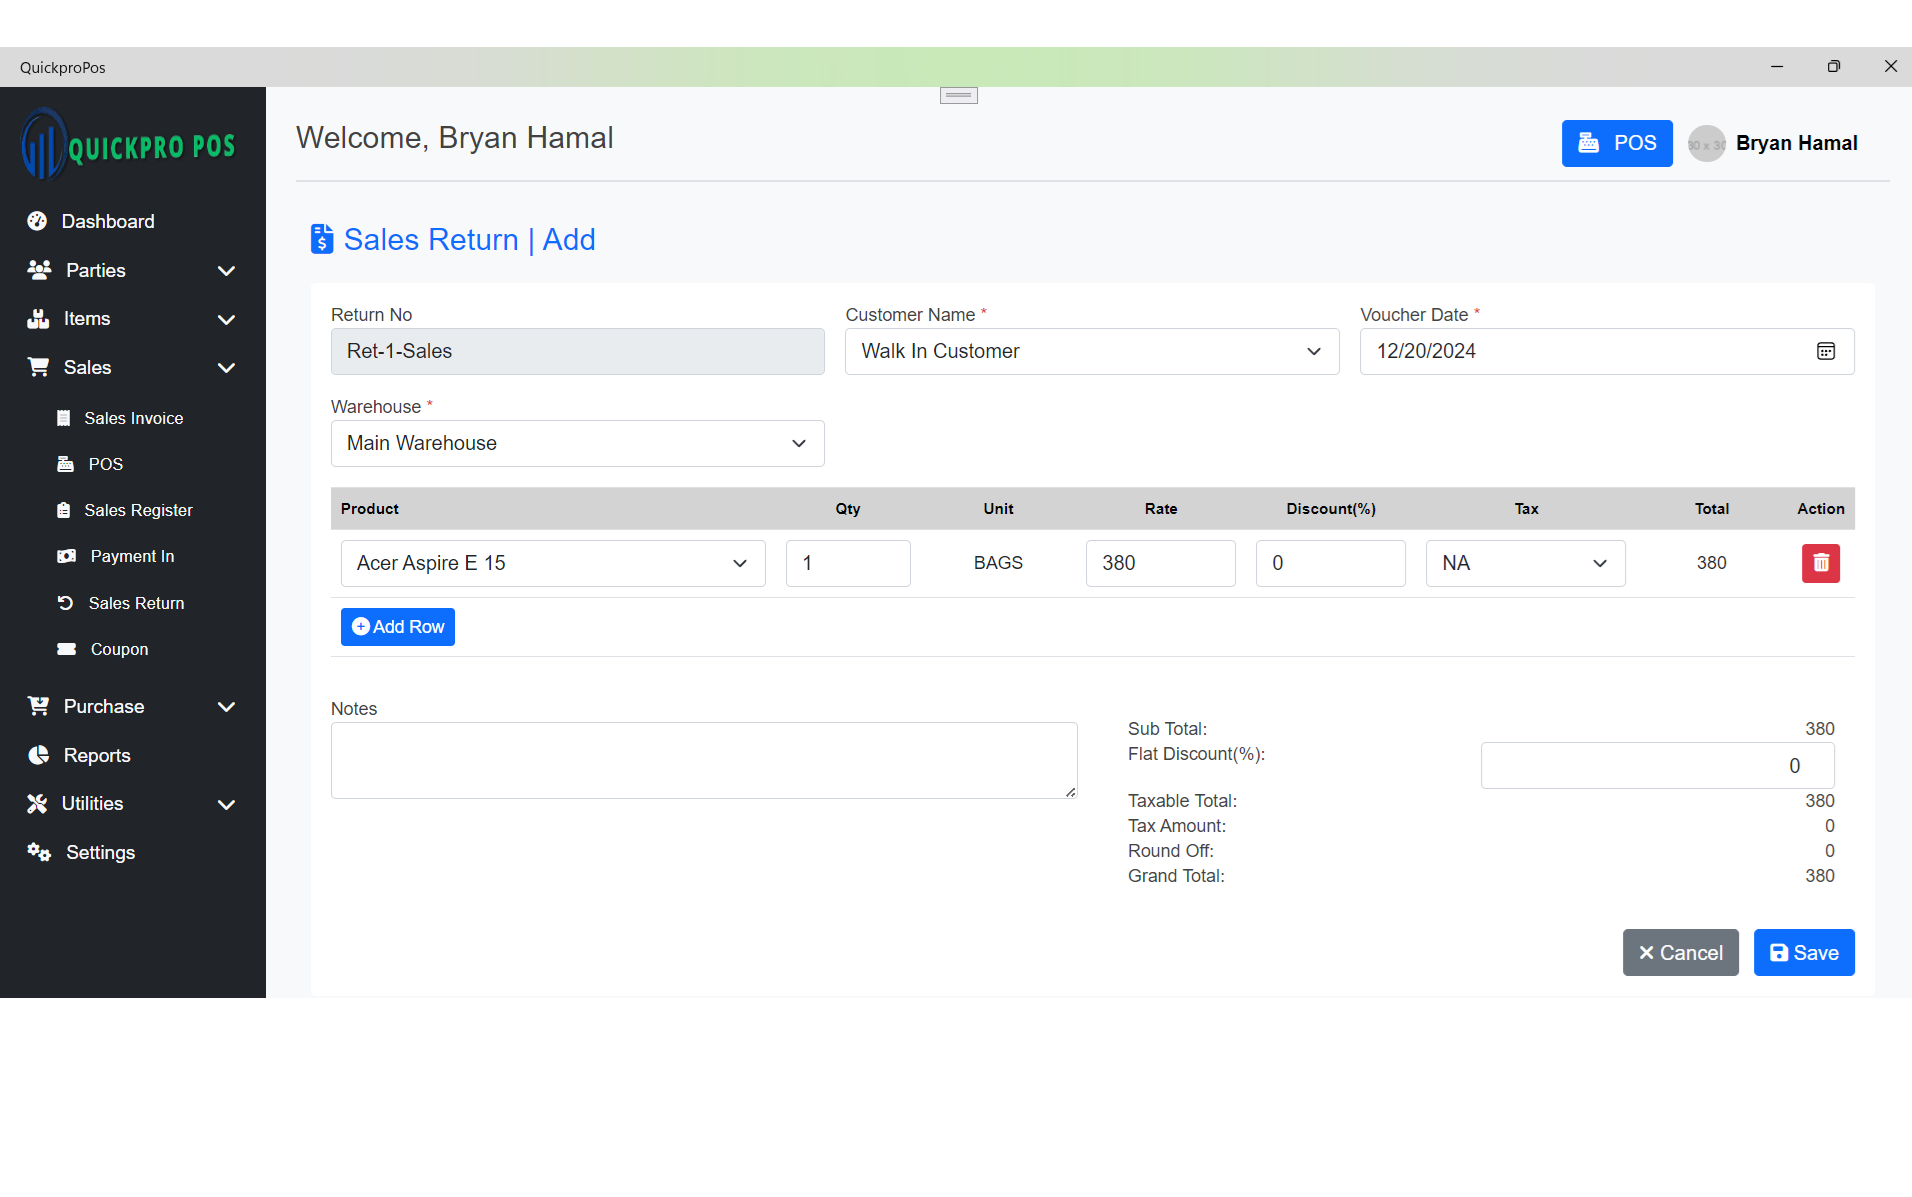 QuickproPos
QUICKPRO POS
Welcome, Bryan Hamal
POS
30 x 30
Bryan Hamal
Dashboard
Parties
Items
Sales
Sales Invoice
POS
Sales Register
Payment In
Sales Return
Coupon
Purchase
Reports
Utilities
Settings
Sales Return | Add
Return No
Customer Name *
Voucher Date *
Ret-1-Sales
Walk In Customer
12/20/2024
Warehouse *
Main Warehouse
Product Qty Unit Rate Discount(%) Tax Total Action
Acer Aspire E 15 1 BAGS 380 0 NA 380
Add Row
Notes
Sub Total: 380
Flat Discount(%): 0
Taxable Total: 380
Tax Amount: 0
Round Off: 0
Grand Total: 380
Cancel
Save